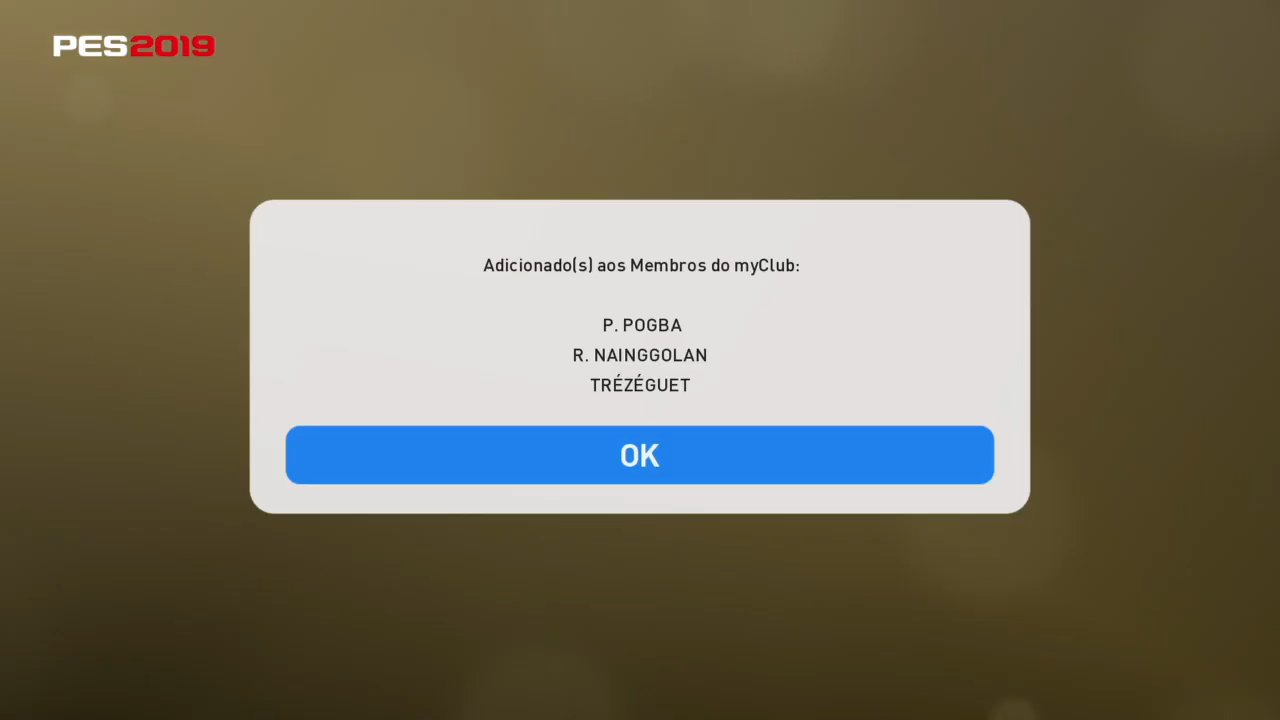 PES2019
Adicionado(s) aos Membros do myClub:
P. POGBA
R. NAINGGOLAN
TRÉZÉGUET
OK